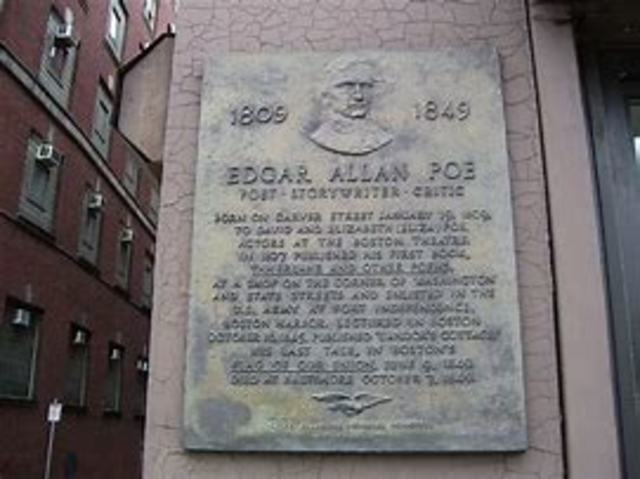 1809 1849
EDGAR ALLAN POE
POET · STORYWRITER · CRITIC
BORN ON CARVER STREET JANUARY 19, 1809,
TO DAVID AND ELIZABETH (ELIZA) POE,
ACTORS AT THE BOSTON THEATRE.
IN 1827 PUBLISHED HIS FIRST BOOK,
TAMERLANE AND OTHER POEMS,
AT A SHOP ON THE CORNER OF WASHINGTON
AND STATE STREETS AND ENLISTED IN THE
U.S. ARMY AT FORT INDEPENDENCE,
BOSTON HARBOR. LECTURED IN BOSTON
OCTOBER 16, 1845. PUBLISHED "LANDOR'S COTTAGE,"
HIS LAST TALE, IN BOSTON'S
FLAG OF OUR UNION, JUNE 9, 1849.
DIED AT BALTIMORE OCTOBER 7, 1849.